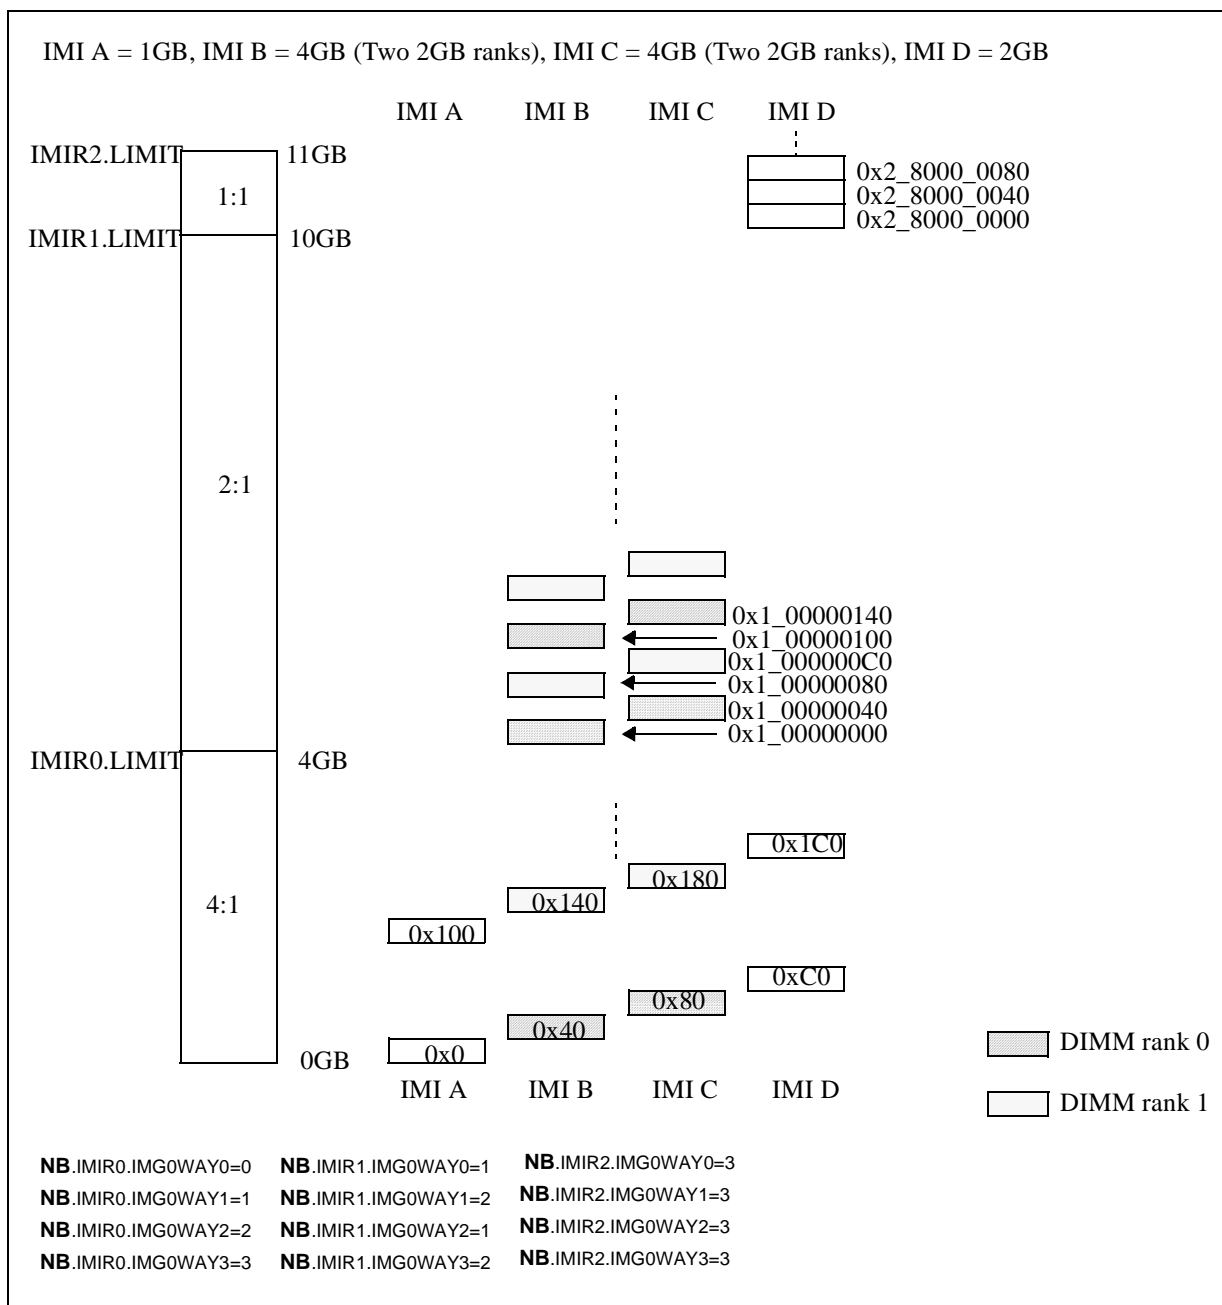 IMI A = 1GB, IMI B = 4GB (Two 2GB ranks), IMI C = 4GB (Two 2GB ranks), IMI D = 2GB
IMI A IMI B IMI C IMI D
IMIR2.LIMIT 11GB
1:1
0x2_8000_0080
0x2_8000_0040
0x2_8000_0000
IMIR1.LIMIT 10GB
2:1
0x1_00000140
0x1_00000100
0x1_000000C0
0x1_00000080
0x1_00000040
0x1_00000000
IMIR0.LIMIT 4GB
0x1C0
0x180
4:1 0x140
0x100
0xC0
0x80
0x40
0x0
0GB
DIMM rank 0
IMI A IMI B IMI C IMI D
DIMM rank 1
NB.IMIR0.IMG0WAY0=0 NB.IMIR1.IMG0WAY0=1 NB.IMIR2.IMG0WAY0=3
NB.IMIR0.IMG0WAY1=1 NB.IMIR1.IMG0WAY1=2 NB.IMIR2.IMG0WAY1=3
NB.IMIR0.IMG0WAY2=2 NB.IMIR1.IMG0WAY2=1 NB.IMIR2.IMG0WAY2=3
NB.IMIR0.IMG0WAY3=3 NB.IMIR1.IMG0WAY3=2 NB.IMIR2.IMG0WAY3=3